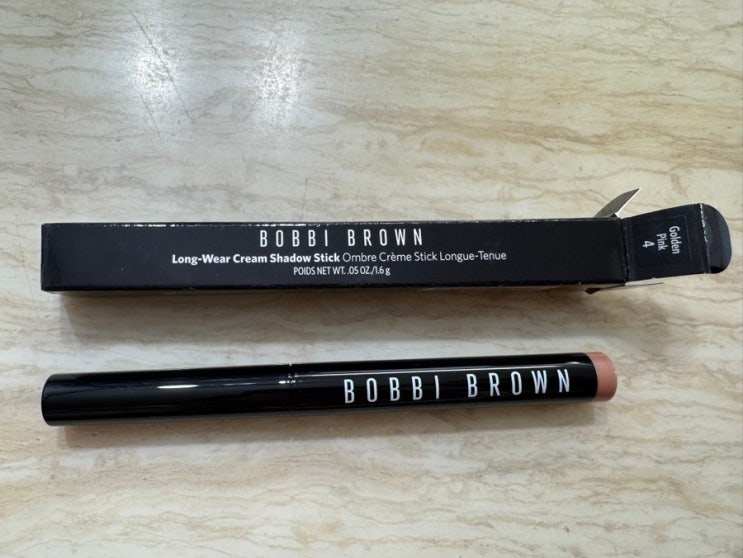 BOBBI BROWN
Long-Wear Cream Shadow Stick Ombre Crème Stick Longue-Tenue
POIDS NET WT. .05 OZ./1.6 g
Golden
Pink
4
BOBBI BROWN